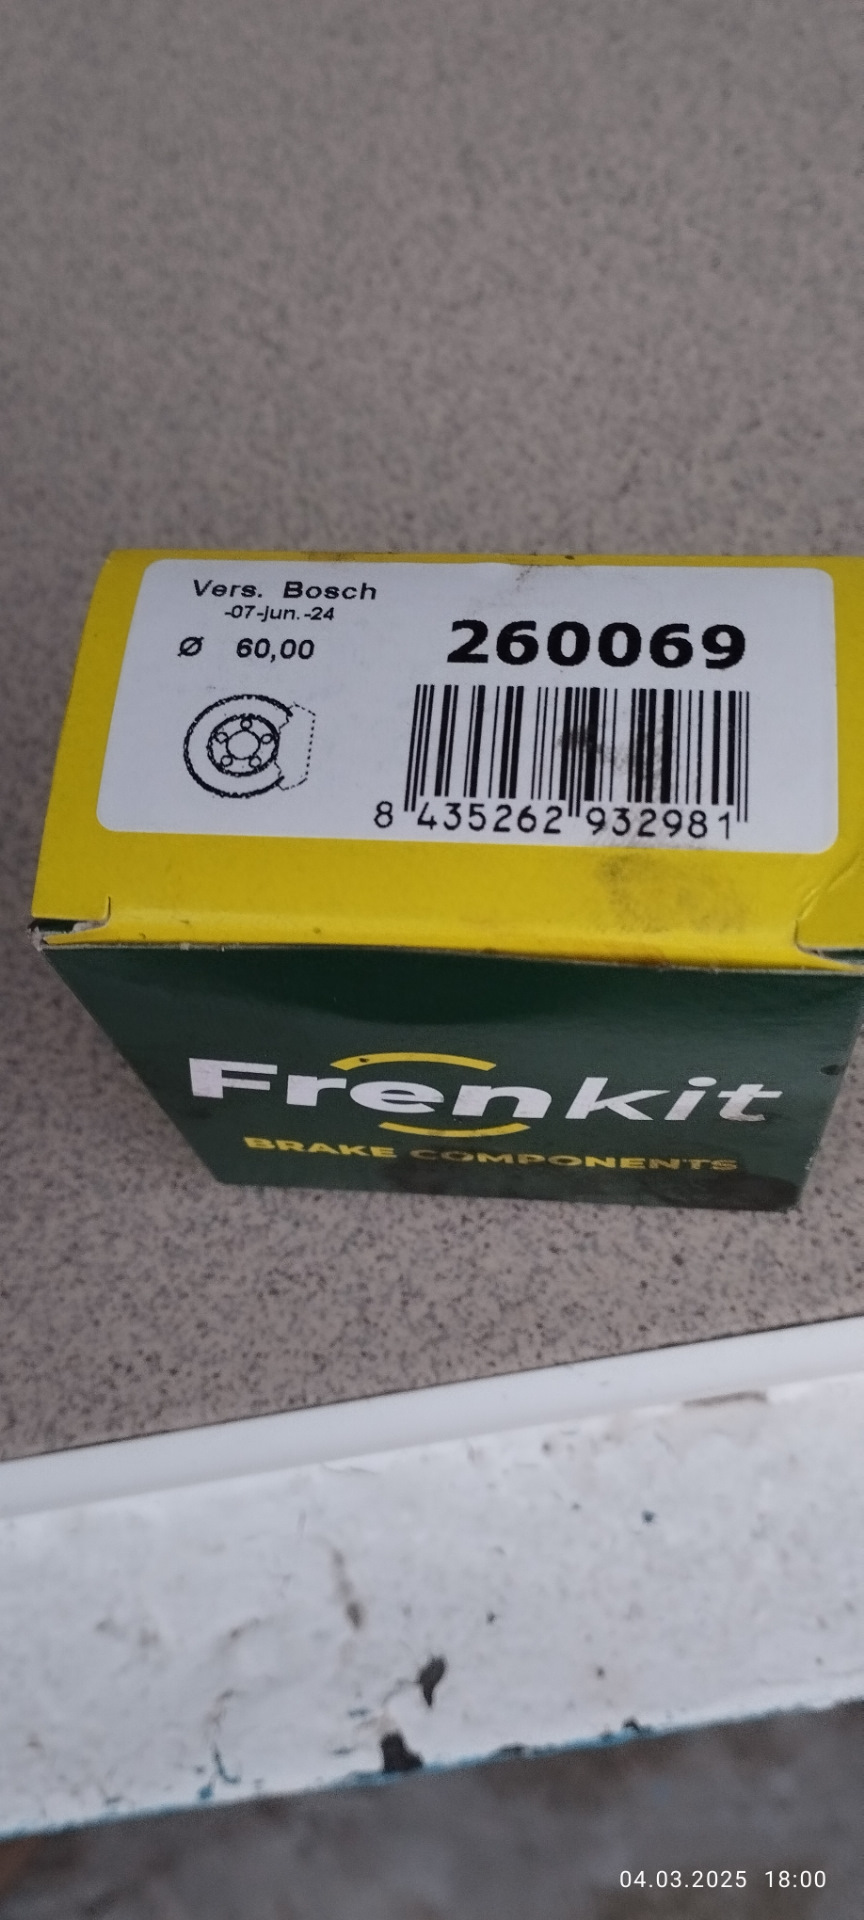 Vers. Bosch
-07-jun.-24
Ø 60,00
260069
8 435262 932981
Frenkit
BRAKE COMPONENTS
04.03.2025 18:00